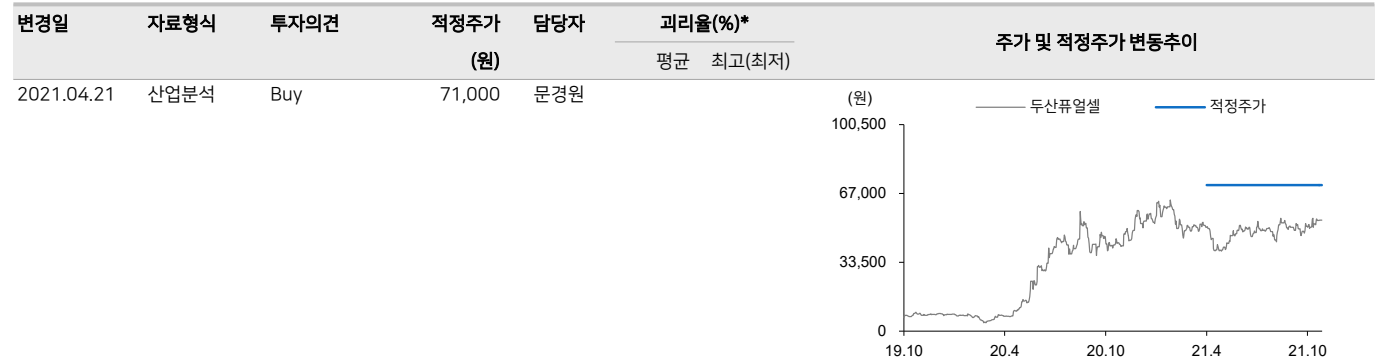 변경일 자료형식 투자의견 적정주가 담당자 괴리율(%)* 주가 및 적정주가 변동추이
(원) 평균 최고(최저)
2021.04.21 산업분석 Buy 71,000 문경원
(원) 두산퓨얼셀 적정주가
100,500
67,000
33,500
0
19.10 20.4 20.10 21.4 21.10